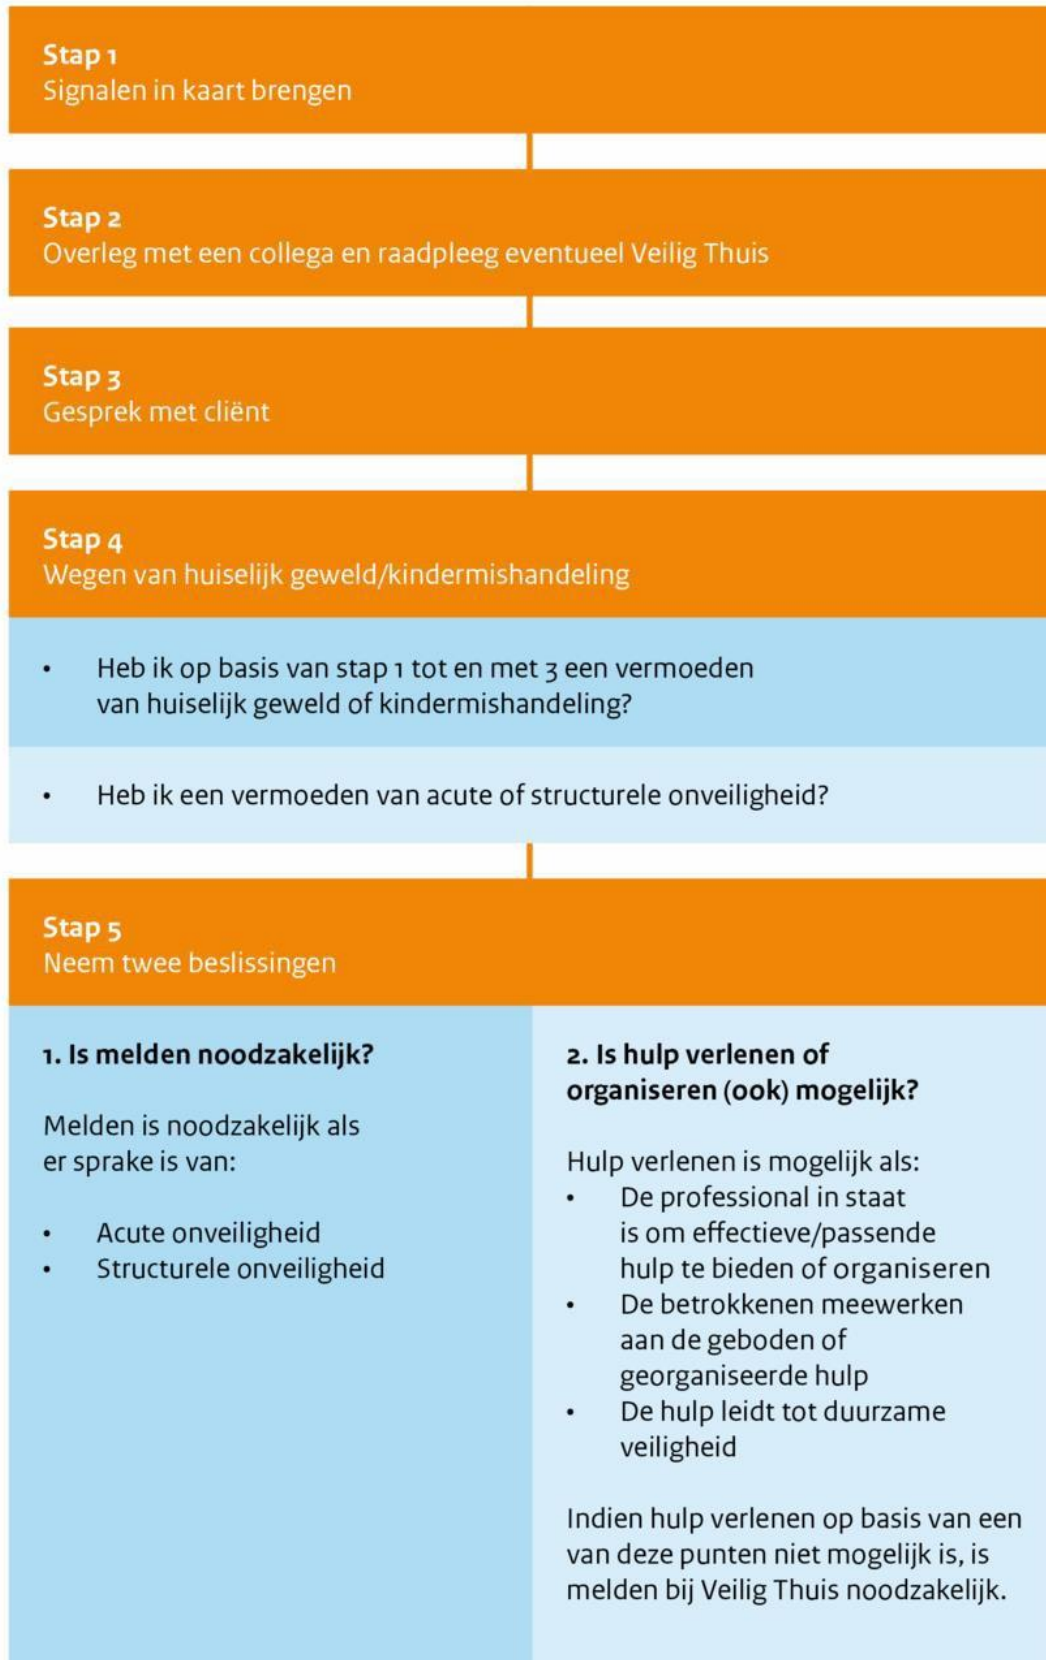 Stap 1
Signalen in kaart brengen
Stap 2
Overleg met een collega en raadpleeg eventueel Veilig Thuis
Stap 3
Gesprek met cliënt
Stap 4
Wegen van huiselijk geweld/kindermishandeling
• Heb ik op basis van stap 1 tot en met 3 een vermoeden
van huiselijk geweld of kindermishandeling?
• Heb ik een vermoeden van acute of structurele onveiligheid?
Stap 5
Neem twee beslissingen
1. Is melden noodzakelijk?
Melden is noodzakelijk als
er sprake is van:
• Acute onveiligheid
• Structurele onveiligheid
2. Is hulp verlenen of
organiseren (ook) mogelijk?
Hulp verlenen is mogelijk als:
• De professional in staat
is om effectieve/passende
hulp te bieden of organiseren
• De betrokkenen meewerken
aan de geboden of
georganiseerde hulp
• De hulp leidt tot duurzame
veiligheid
Indien hulp verlenen op basis van een
van deze punten niet mogelijk is, is
melden bij Veilig Thuis noodzakelijk.